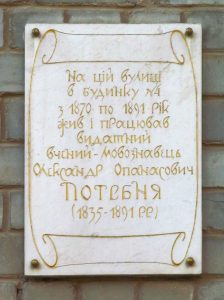 На цій вулиці
в будинку №4
з 1870 по 1891 рік
жив і працював
видатний
вчений-мовознавець
Олександр Опанасович
Потебня
(1835-1891 рр)